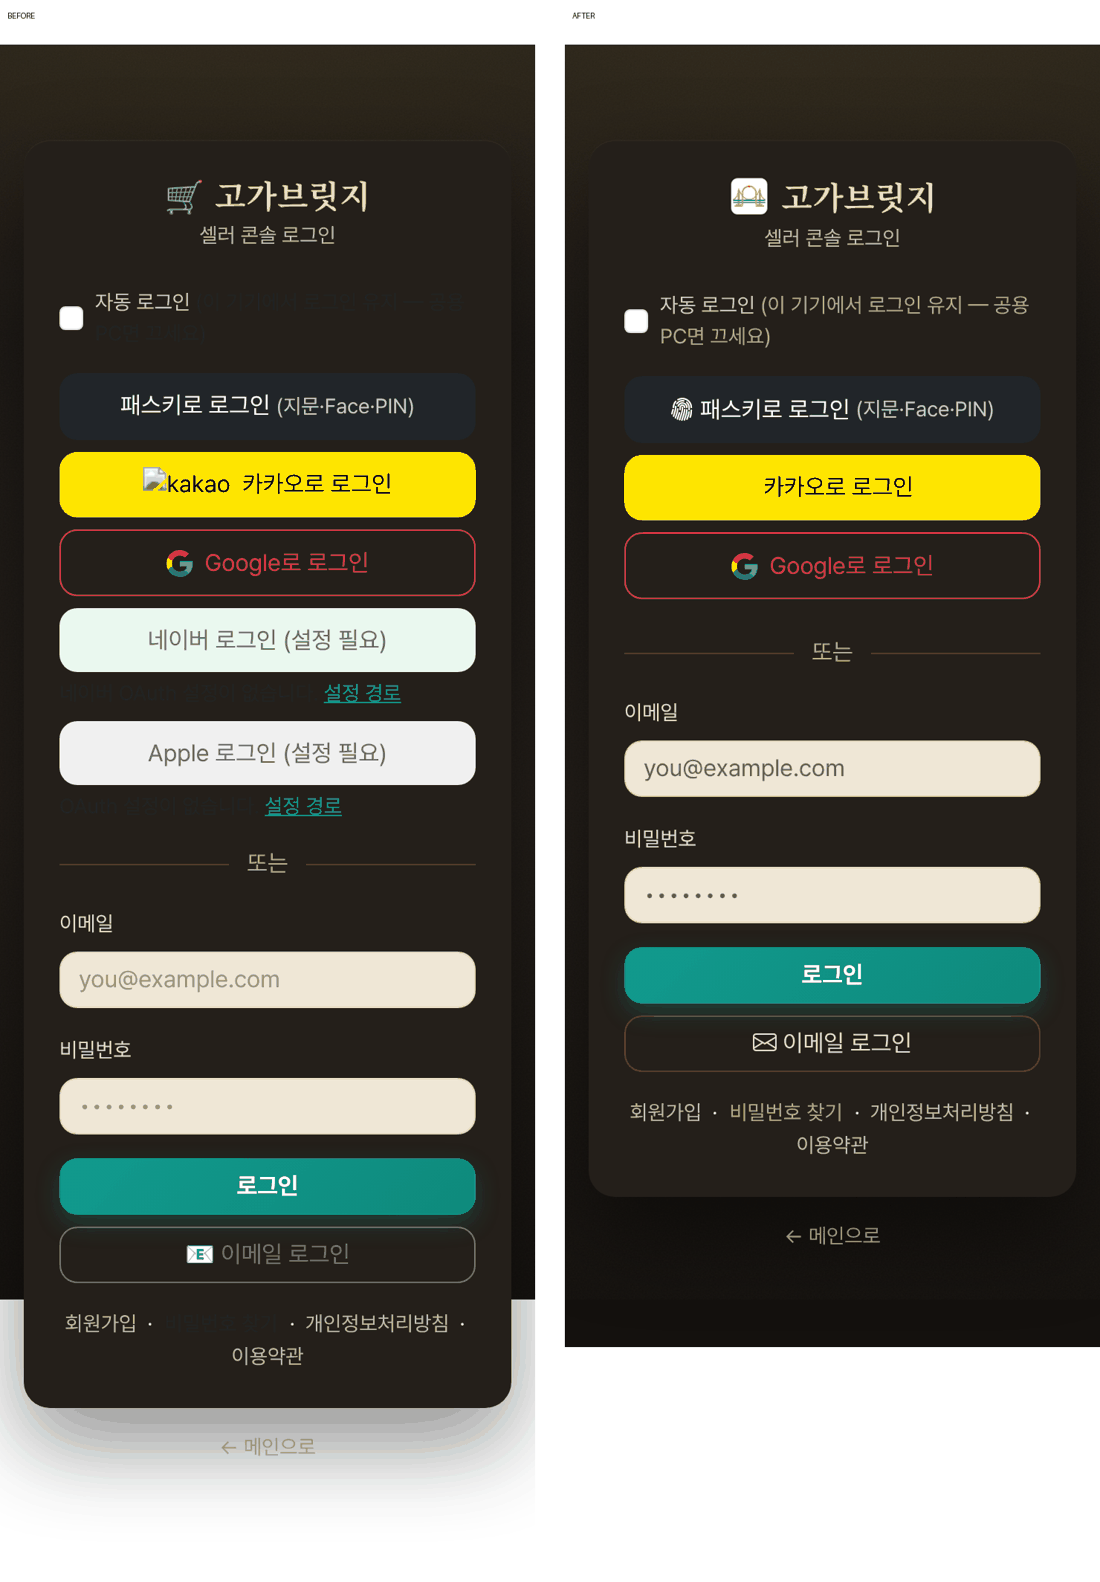 BEFORE
고가브릿지
셀러 콘솔 로그인
자동 로그인
패스키로 로그인 (지문·Face·PIN)
kakao 카카오로 로그인
Google로 로그인
네이버 로그인 (설정 필요)
설정 경로
Apple 로그인 (설정 필요)
설정 경로
또는
이메일
you@example.com
비밀번호
••••••••
로그인
이메일 로그인
회원가입 · · 개인정보처리방침 ·
이용약관
← 메인으로
AFTER
고가브릿지
셀러 콘솔 로그인
자동 로그인 (이 기기에서 로그인 유지 — 공용
PC면 끄세요)
패스키로 로그인 (지문·Face·PIN)
카카오로 로그인
Google로 로그인
또는
이메일
you@example.com
비밀번호
••••••••
로그인
이메일 로그인
회원가입 · 비밀번호 찾기 · 개인정보처리방침 ·
이용약관
← 메인으로